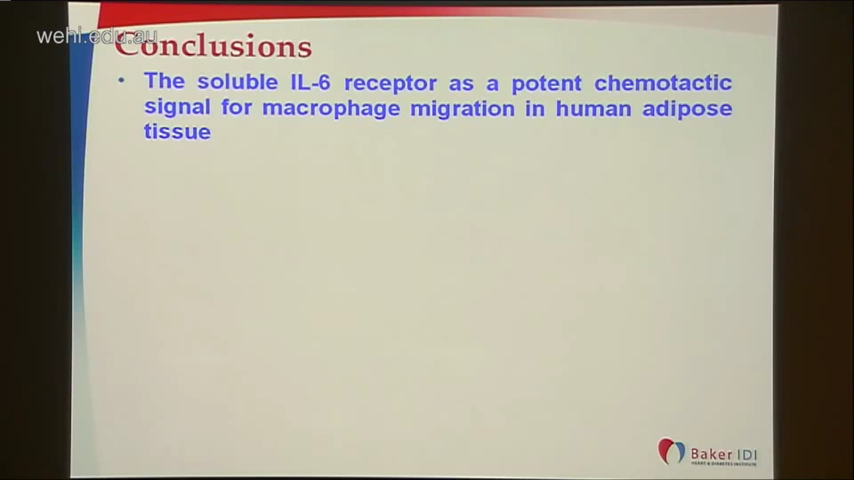 wehi.edu.au
Conclusions
• The soluble IL-6 receptor as a potent chemotactic
signal for macrophage migration in human adipose
tissue
Baker IDI
HEART & DIABETES INSTITUTE